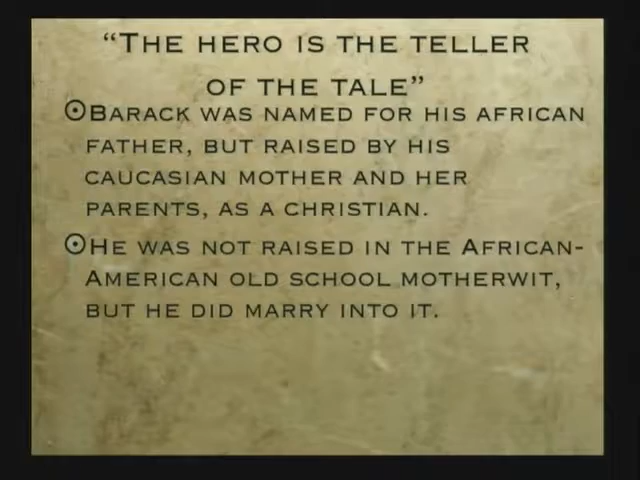 “THE HERO IS THE TELLER
OF THE TALE”
BARACK WAS NAMED FOR HIS AFRICAN
FATHER, BUT RAISED BY HIS
CAUCASIAN MOTHER AND HER
PARENTS, AS A CHRISTIAN.
HE WAS NOT RAISED IN THE AFRICAN-
AMERICAN OLD SCHOOL MOTHERWIT,
BUT HE DID MARRY INTO IT.